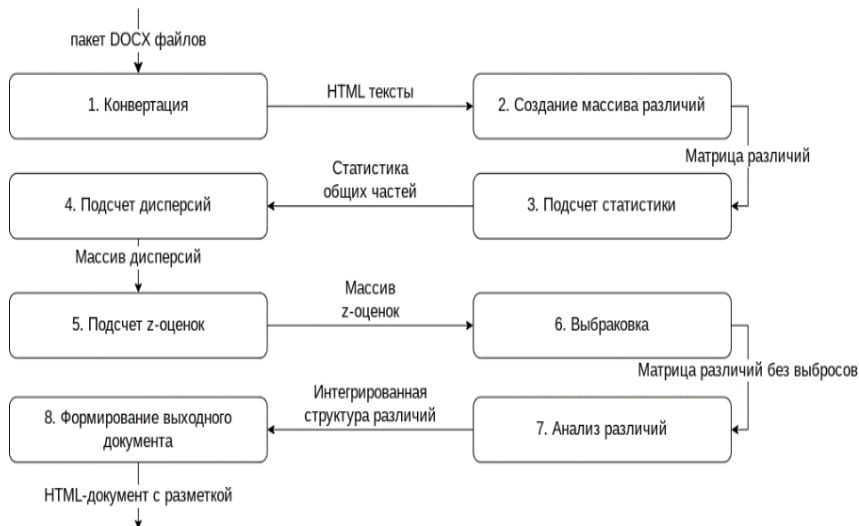 пакет DOCX файлов
1. Конвертация
HTML тексты
2. Создание массива различий
Матрица различий
3. Подсчет статистики
Статистика
общих частей
4. Подсчет дисперсий
Массив дисперсий
5. Подсчет z-оценок
Массив
z-оценок
6. Выбраковка
Матрица различий без выбросов
7. Анализ различий
Интегрированная
структура различий
8. Формирование выходного
документа
HTML-документ с разметкой